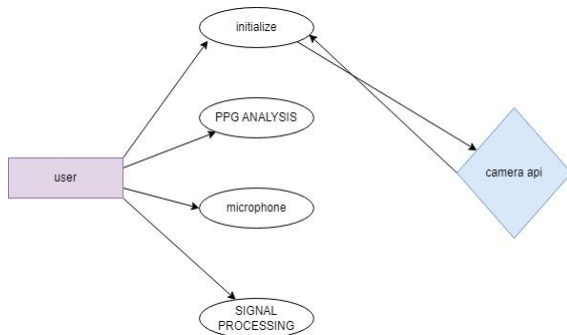 initialize
PPG ANALYSIS
user
camera api
microphone
SIGNAL
PROCESSING